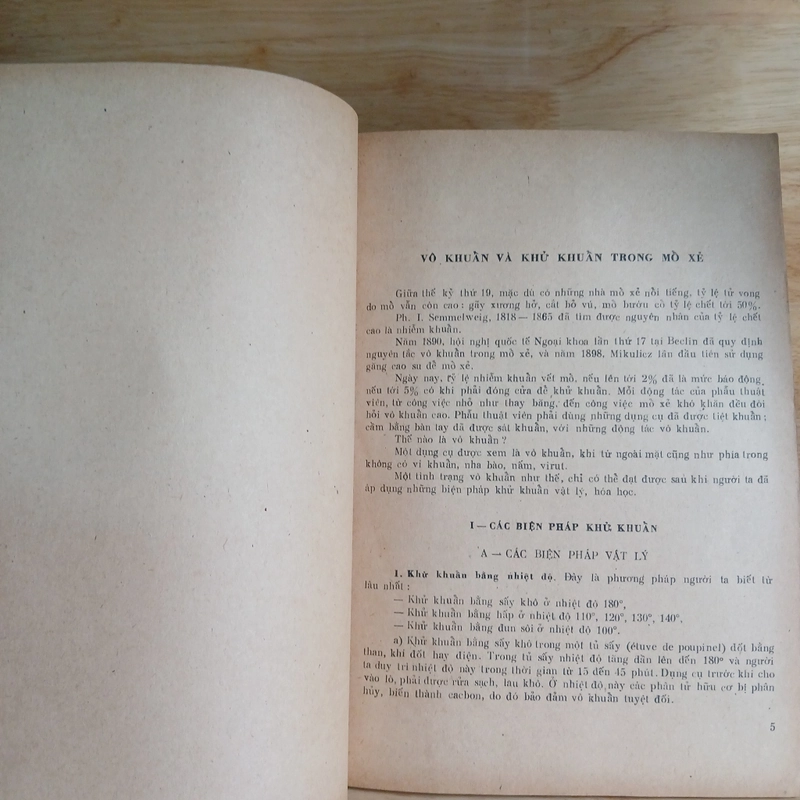 VÔ KHUẨN VÀ KHỬ KHUẨN TRONG MỔ XẺ
Giữa thế kỷ thứ 19, mặc dù có những nhà mổ xẻ nổi tiếng, tỷ lệ tử vong
do mổ vẫn còn cao : gãy xương hở, cắt bỏ vú, mổ bướu có tỷ lệ chết tới 50%.
Ph. I. Semmelweig, 1818 — 1865 đã tìm được nguyên nhân của tỷ lệ chết
cao là nhiễm khuẩn.
Năm 1890, hội nghị quốc tế Ngoại khoa lần thứ 17 tại Beclin đã quy định
nguyên tắc vô khuẩn trong mổ xẻ, và năm 1898, Mikulicz lần đầu tiên sử dụng
găng cao su để mổ xẻ.
Ngày nay, tỷ lệ nhiễm khuẩn vết mổ, nếu lên tới 2% đã là mức báo động,
nếu tới 5% có khi phải đóng cửa để khử khuẩn. Mỗi động tác của phẫu thuật
viên, từ công việc nhỏ như thay băng, đến công việc mổ xẻ khó khăn đều đòi
hỏi vô khuẩn cao. Phẫu thuật viên phải dùng những dụng cụ đã được tiệt khuẩn;
cầm bằng bàn tay đã được sát khuẩn, với những động tác vô khuẩn.
Thế nào là vô khuẩn ?
Một dụng cụ được xem là vô khuẩn, khi từ ngoài mặt cũng như phía trong
không có vi khuẩn, nha bào, nấm, virut.
Một tình trạng vô khuẩn như thế, chỉ có thể đạt được sau khi người ta đã
áp dụng những biện pháp khử khuẩn vật lý, hóa học.
I — CÁC BIỆN PHÁP KHỬ KHUẨN
A — CÁC BIỆN PHÁP VẬT LÝ
1. Khử khuẩn bằng nhiệt độ. Đây là phương pháp người ta biết từ
lâu nhất :
— Khử khuẩn bằng sấy khô ở nhiệt độ 180°,
— Khử khuẩn bằng hấp ở nhiệt độ 110°, 120°, 130°, 140°,
— Khử khuẩn bằng đun sôi ở nhiệt độ 100°.
a) Khử khuẩn bằng sấy khô trong một tủ sấy (étuve de poupinel) đốt bằng
than, khí đốt hay điện. Trong tủ sấy nhiệt độ tăng dần lên đến 180° và người
ta duy trì nhiệt độ này trong thời gian từ 15 đến 45 phút. Dụng cụ trước khi cho
vào lò, phải được rửa sạch, lau khô. Ở nhiệt độ này các phân tử hữu cơ bị phân
hủy, biến thành cacbon, do đó bảo đảm vô khuẩn tuyệt đối.
5